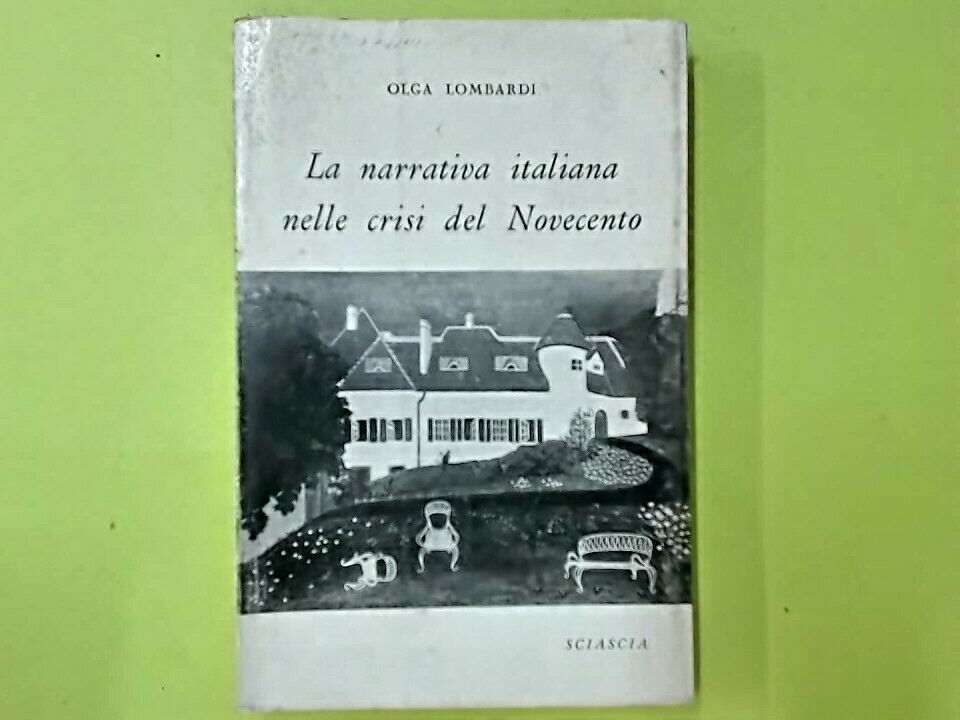 OLGA LOMBARDI
La narrativa italiana
nelle crisi del Novecento
SCIASCIA